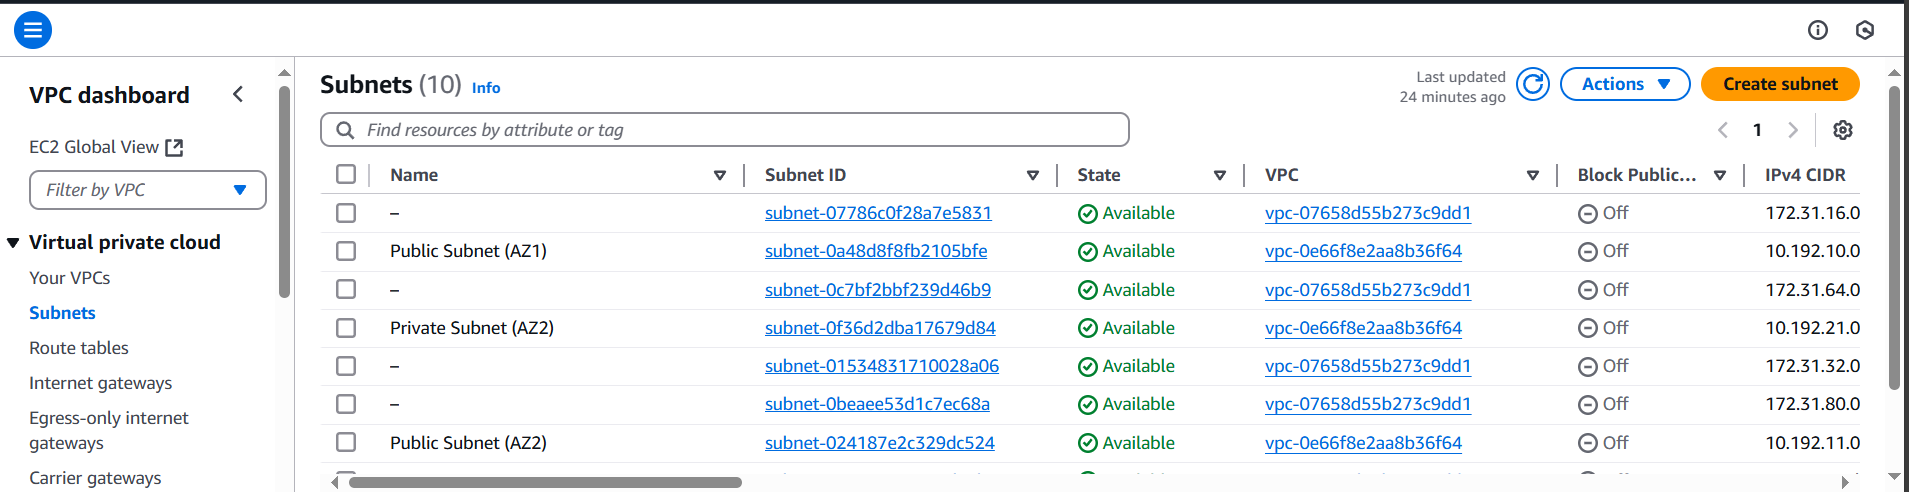 Subnets (10) Info
Last updated
24 minutes ago
Actions
Create subnet
VPC dashboard
EC2 Global View
Filter by VPC
Virtual private cloud
Your VPCs
Subnets
Route tables
Internet gateways
Egress-only internet
gateways
Carrier gateways
Find resources by attribute or tag
1
Name Subnet ID State VPC Block Public... IPv4 CIDR
– subnet-07786c0f28a7e5831 Available vpc-07658d55b273c9dd1 Off 172.31.16.0
Public Subnet (AZ1) subnet-0a48d8f8fb2105bfe Available vpc-0e66f8e2aa8b36f64 Off 10.192.10.0
– subnet-0c7bf2bbf239d46b9 Available vpc-07658d55b273c9dd1 Off 172.31.64.0
Private Subnet (AZ2) subnet-0f36d2dba17679d84 Available vpc-0e66f8e2aa8b36f64 Off 10.192.21.0
– subnet-01534831710028a06 Available vpc-07658d55b273c9dd1 Off 172.31.32.0
– subnet-0beaee53d1c7ec68a Available vpc-07658d55b273c9dd1 Off 172.31.80.0
Public Subnet (AZ2) subnet-024187e2c329dc524 Available vpc-0e66f8e2aa8b36f64 Off 10.192.11.0